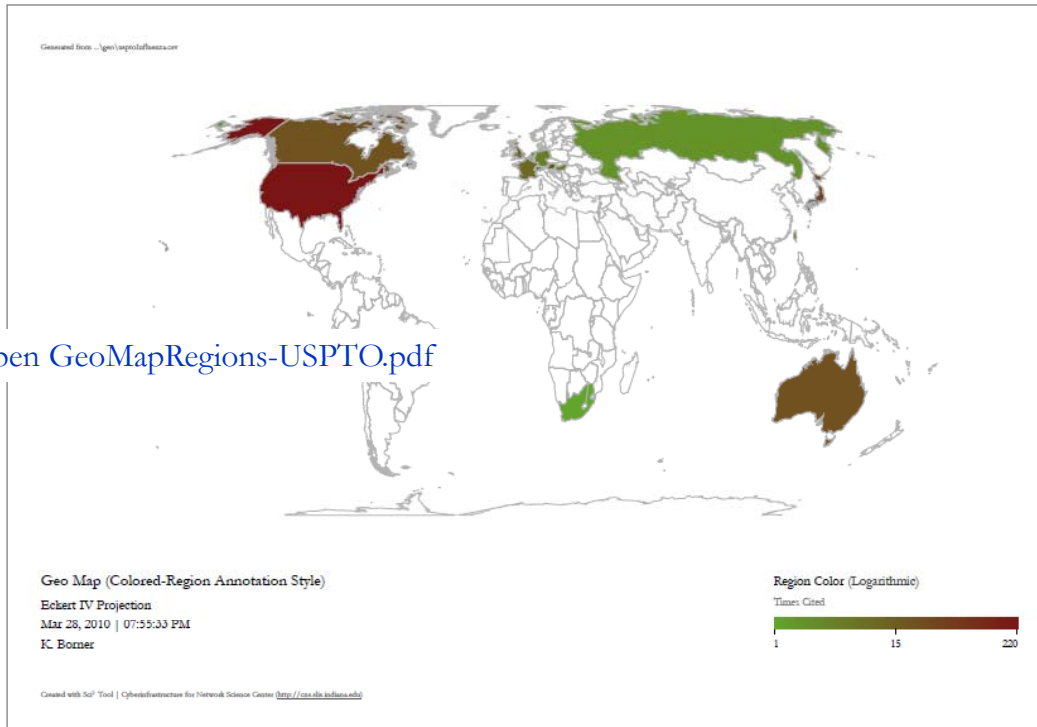 Generated from ...\geo\usptoInfluenza.csv
pen GeoMapRegions-USPTO.pdf
Geo Map (Colored-Region Annotation Style)
Eckert IV Projection
Mar 28, 2010 | 07:55:33 PM
K. Borner
Region Color (Logarithmic)
Times Cited
1 15 220
Created with Sci² Tool | Cyberinfrastructure for Network Science Center (http://cns.slis.indiana.edu)